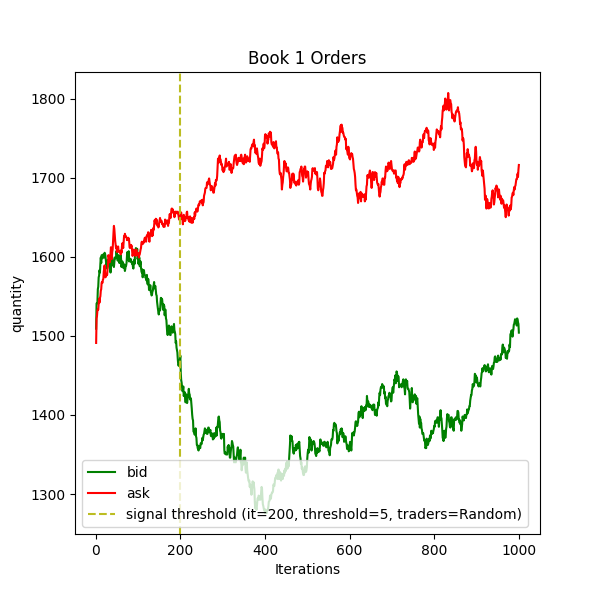 Book 1 Orders
quantity
1800
1700
1600
1500
1400
1300
bid
ask
signal threshold (it=200, threshold=5, traders=Random)
0 200 400 600 800 1000
Iterations